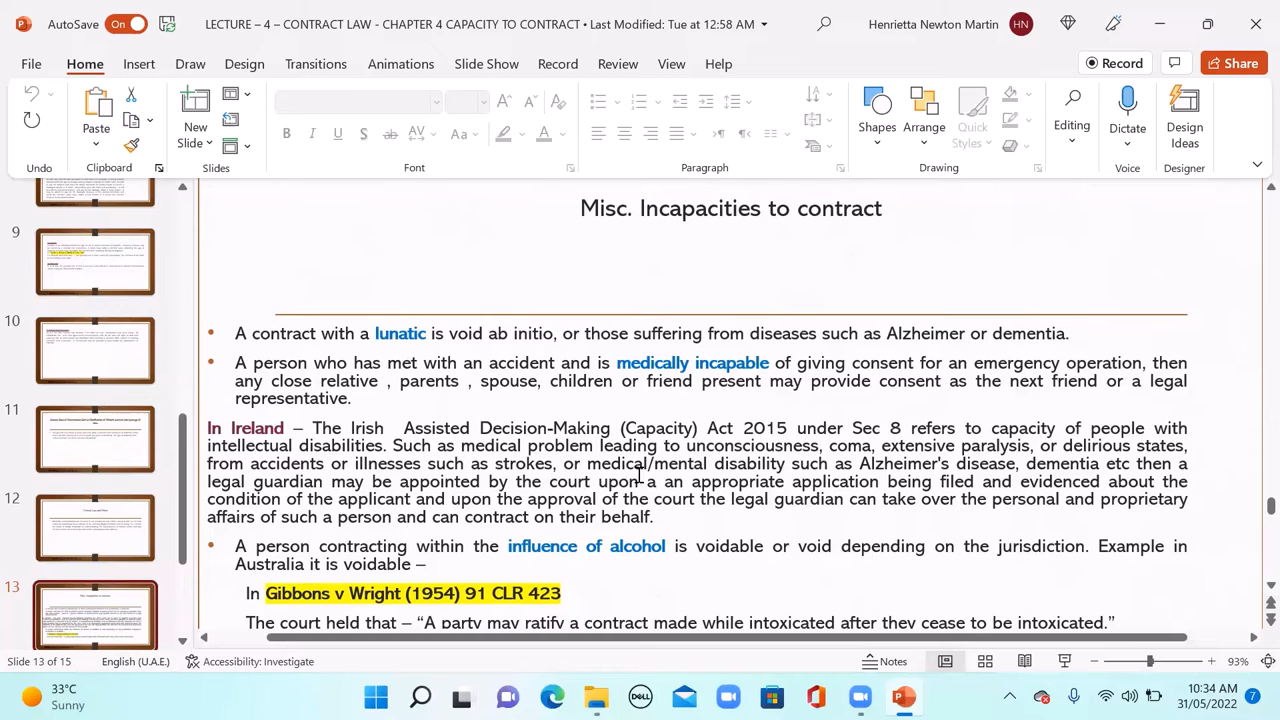 AutoSave On LECTURE – 4 – CONTRACT LAW - CHAPTER 4 CAPACITY TO CONTRACT • Last Modified: Tue at 12:58 AM Henrietta Newton Martin HN
File Home Insert Draw Design Transitions Animations Slide Show Record Review View Help Record Share
Paste New Slide Shapes Arrange Quick Styles Editing Dictate Design Ideas
Undo Clipboard Slides Font Paragraph Drawing Voice Designer
Misc. Incapacities to contract
• A contract with a lunatic is void ab initio, or those suffering from diseases such as Alzheimer or dementia.
• A person who has met with an accident and is medically incapable of giving consent for an emergency operation, then
any close relative , parents , spouse, children or friend present may provide consent as the next friend or a legal
representative.
In Ireland – The Irish Assisted Decision-Making (Capacity) Act 2015 under Sec 8 refers to capacity of people with
intellectual disabilities. Such as medical problem leading to unconsciousness, coma, extensive paralysis, or delirious states,
from accidents or illnesses such as strokes, or medical/mental disability such as Alzheimer's disease, dementia etc then a
legal guardian may be appointed by the court upon a an appropriate application being filed and evidenced about the
condition of the applicant and upon the approval of the court the legal guardian can take over the personal and proprietary
affairs of such a person and can contract on their behalf.
• A person contracting within the influence of alcohol is voidable or void depending on the jurisdiction. Example in
Australia it is voidable –
In Gibbons v Wright (1954) 91 CLR 423
The court held that – “A party may ratify a contract made while intoxicated after they cease to be intoxicated.”
9
10
11
12
13
Slide 13 of 15 English (U.A.E.) Accessibility: Investigate Notes 93%
33°C
Sunny
DELL
10:34 AM
31/05/2022
7